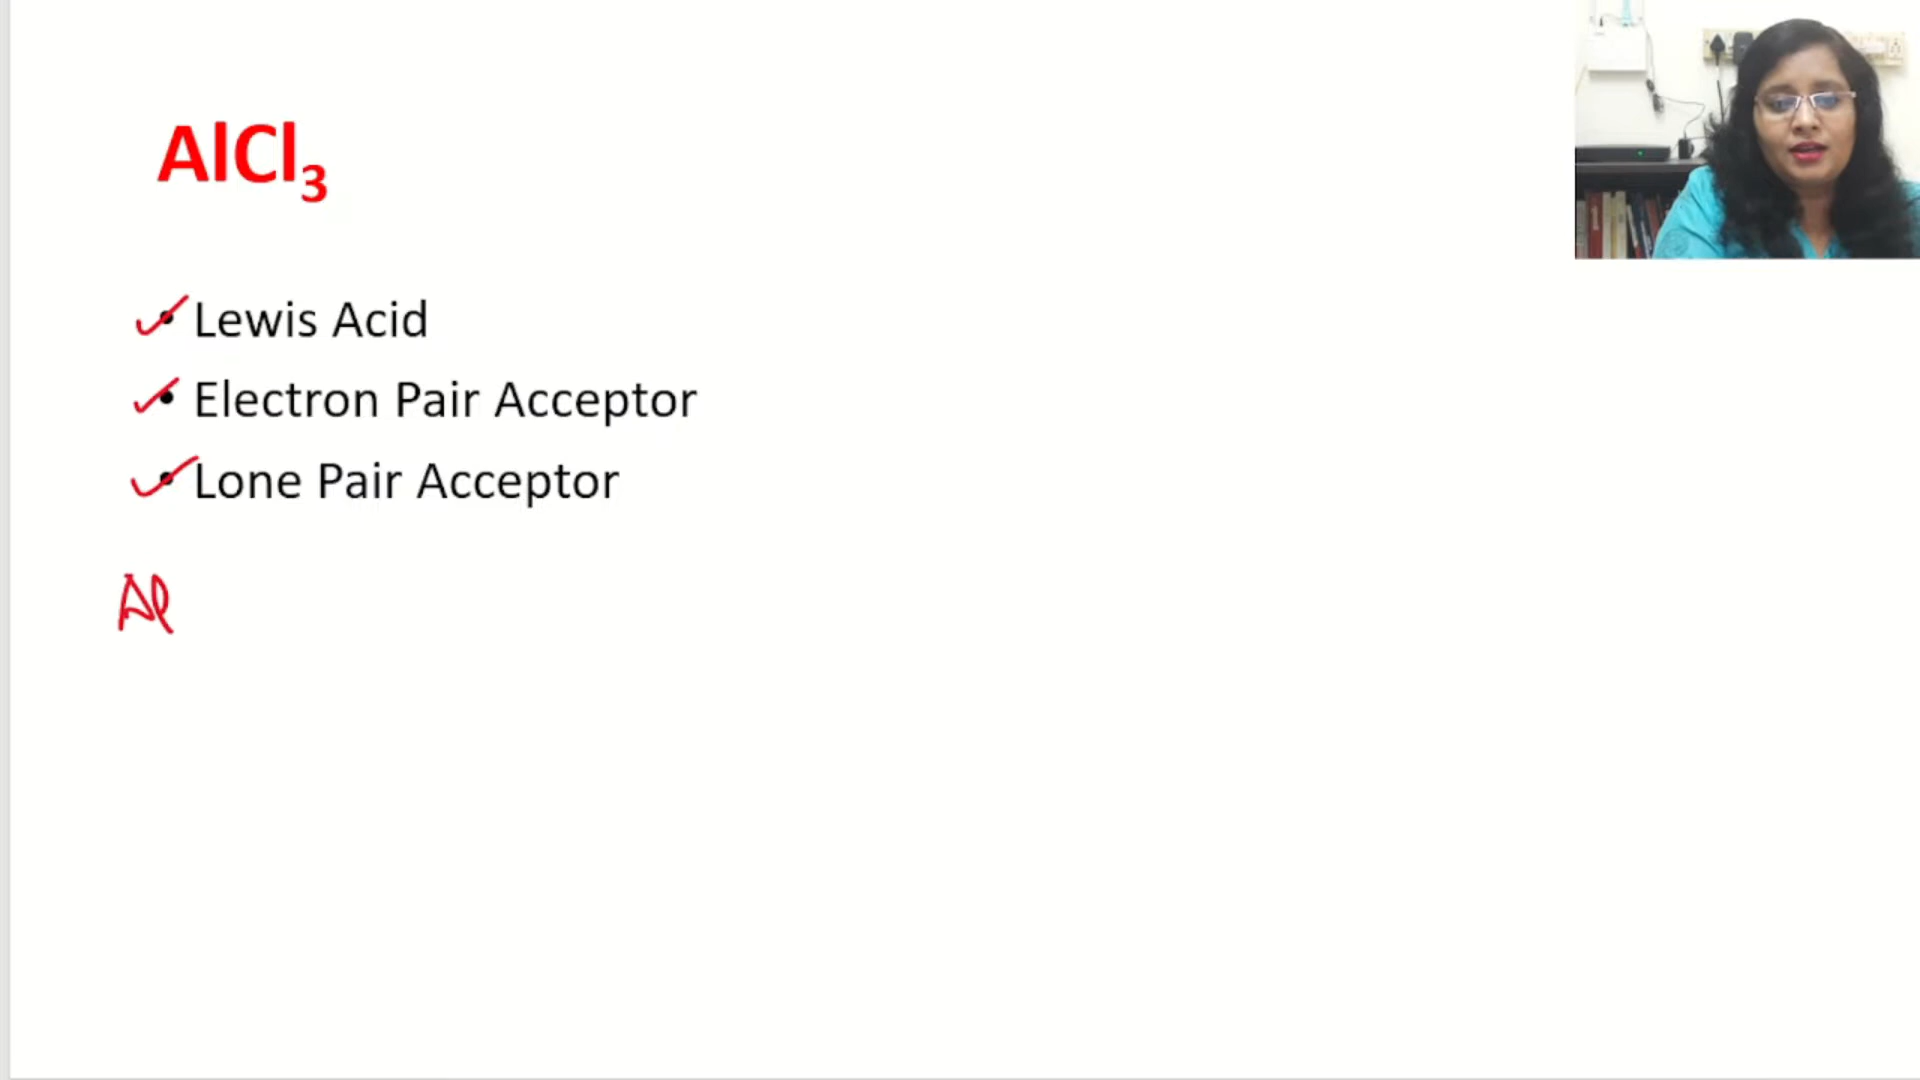 AlCl₃
• Lewis Acid
• Electron Pair Acceptor
• Lone Pair Acceptor
Al